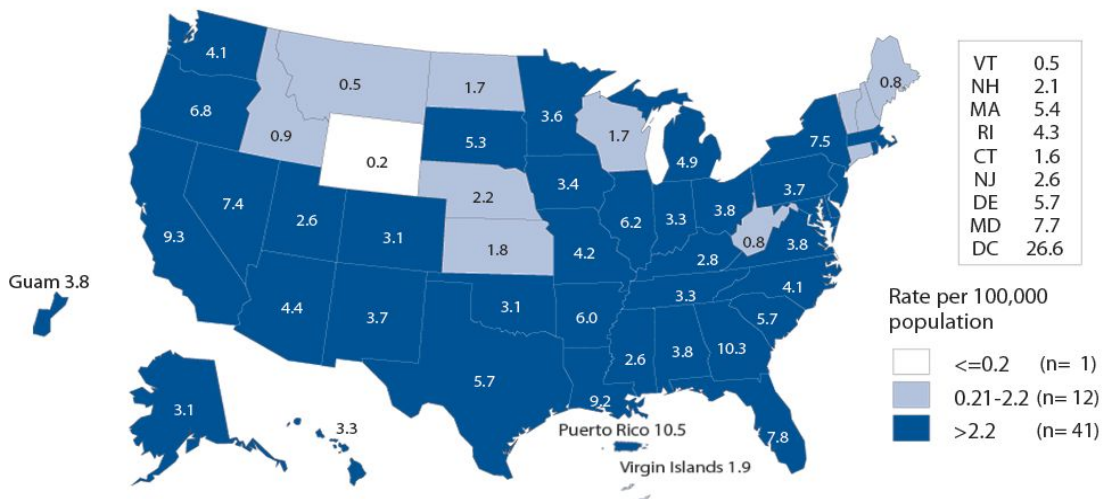 4.1
0.5
1.7
3.6
0.8
6.8
0.9
0.2
5.3
1.7
4.9
7.5
9.3
7.4
2.6
3.1
2.2
1.8
3.4
4.2
6.2
3.3
3.8
3.7
0.8
3.8
2.8
4.4
3.7
3.1
6.0
3.3
4.1
5.7
5.7
9.2
2.6
3.8
10.3
7.8
Guam 3.8
3.1
3.3
Puerto Rico 10.5
Virgin Islands 1.9
VT 0.5
NH 2.1
MA 5.4
RI 4.3
CT 1.6
NJ 2.6
DE 5.7
MD 7.7
DC 26.6
Rate per 100,000
population
<=0.2 (n= 1)
0.21-2.2 (n= 12)
>2.2 (n= 41)